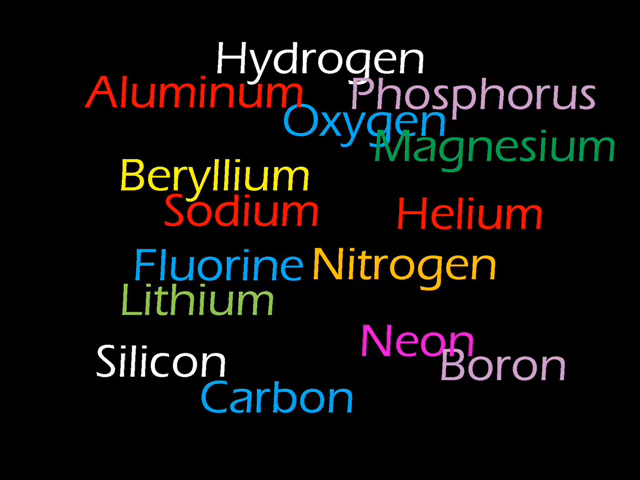 Hydrogen
Aluminum
Phosphorus
Oxygen
Magnesium
Beryllium
Sodium
Helium
Fluorine
Nitrogen
Lithium
Neon
Silicon
Boron
Carbon